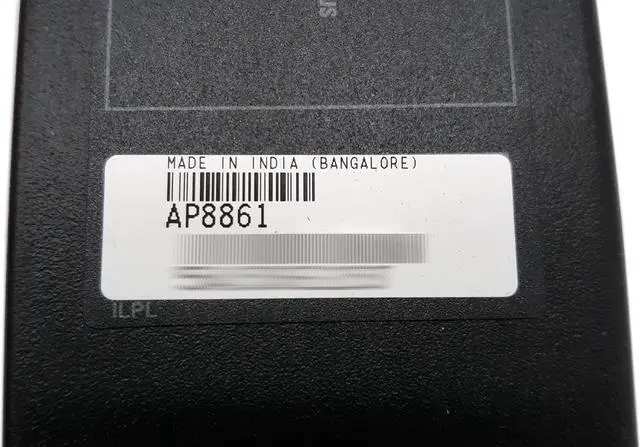 MADE IN INDIA (BANGALORE)
AP8861
ILPL